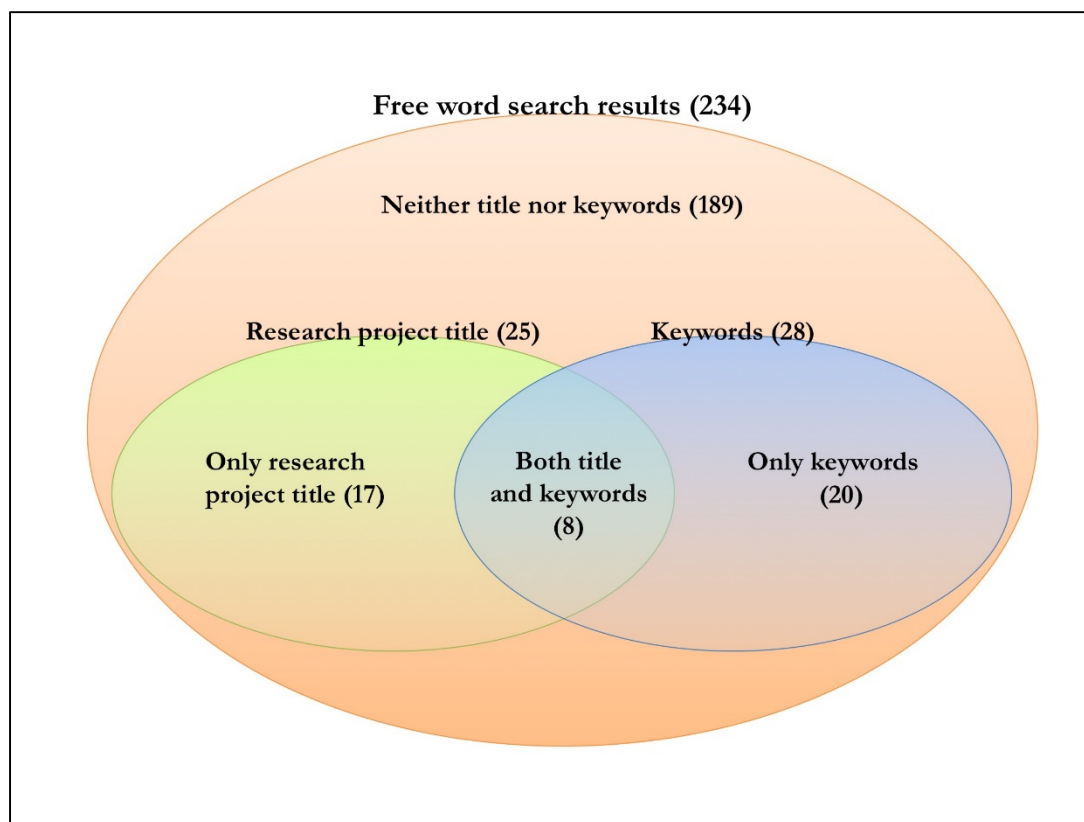 Free word search results (234)
Neither title nor keywords (189)
Research project title (25)
Keywords (28)
Only research
project title (17)
Both title
and keywords
(8)
Only keywords
(20)